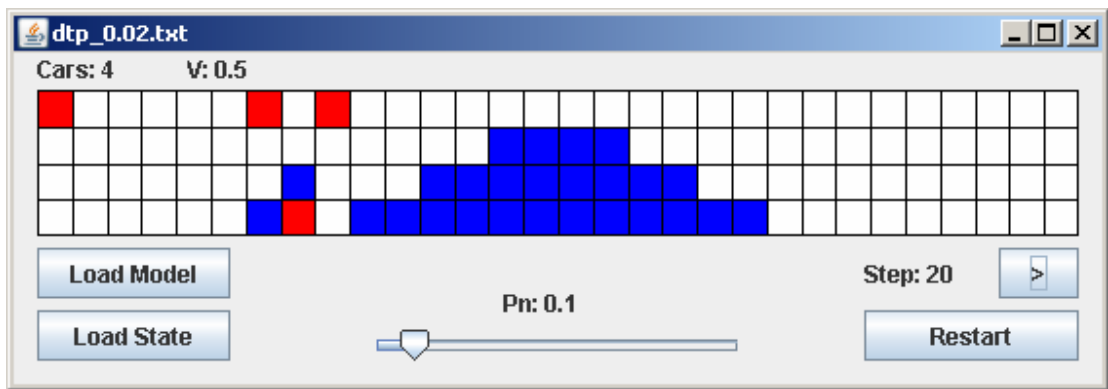 dtp_0.02.txt
Cars: 4 V: 0.5
Load Model
Step: 20 >
Pn: 0.1
Load State
Restart